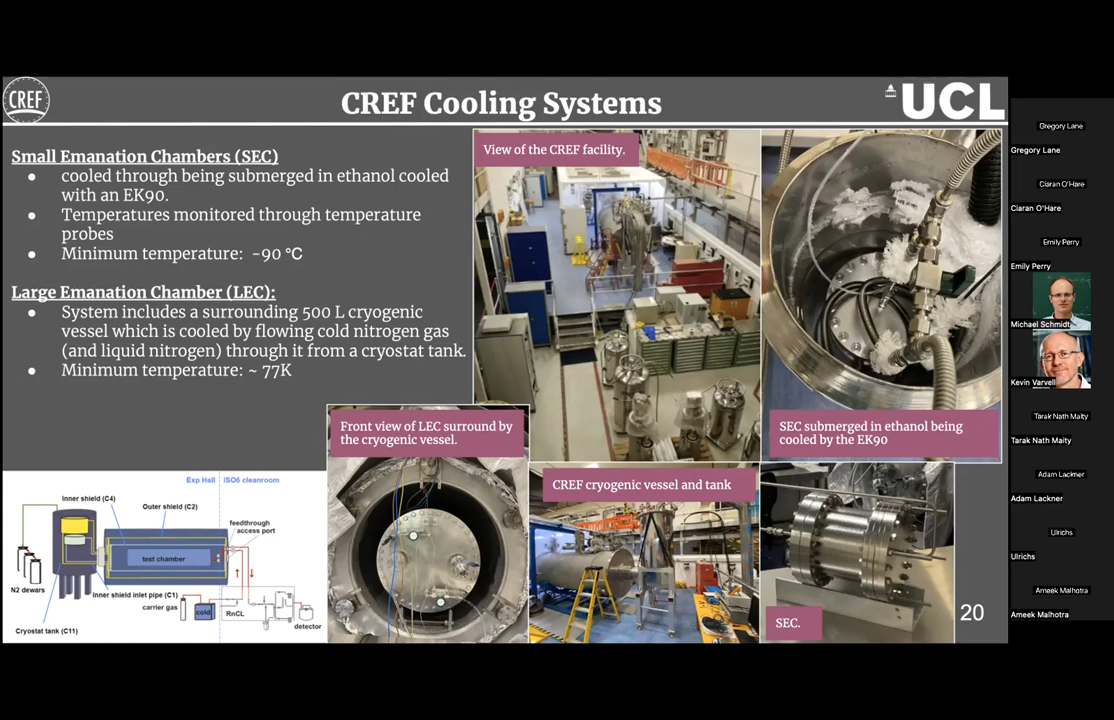 CREF
CREF Cooling Systems
UCL
Small Emanation Chambers (SEC)
● cooled through being submerged in ethanol cooled
with an EK90.
● Temperatures monitored through temperature
probes
● Minimum temperature: -90 °C
Large Emanation Chamber (LEC):
● System includes a surrounding 500 L cryogenic
vessel which is cooled by flowing cold nitrogen gas
(and liquid nitrogen) through it from a cryostat tank.
● Minimum temperature: ~ 77K
View of the CREF facility.
SEC submerged in ethanol being
cooled by the EK90
Front view of LEC surround by
the cryogenic vessel.
CREF cryogenic vessel and tank
SEC.
20
Exp Hall
ISO6 cleanroom
Inner shield (C4)
Outer shield (C2)
feedthrough
access port
test chamber
N2 dewars
Inner shield inlet pipe (C1)
carrier gas
cold
RnCL
detector
Cryostat tank (C11)
Gregory Lane
Gregory Lane
Ciaran O'Hare
Ciaran O'Hare
Emily Perry
Emily Perry
Michael Schmidt
Kevin Varvell
Tarak Nath Maity
Tarak Nath Maity
Adam Lackner
Adam Lackner
Ulrichs
Ulrichs
Ameek Malhotra
Ameek Malhotra